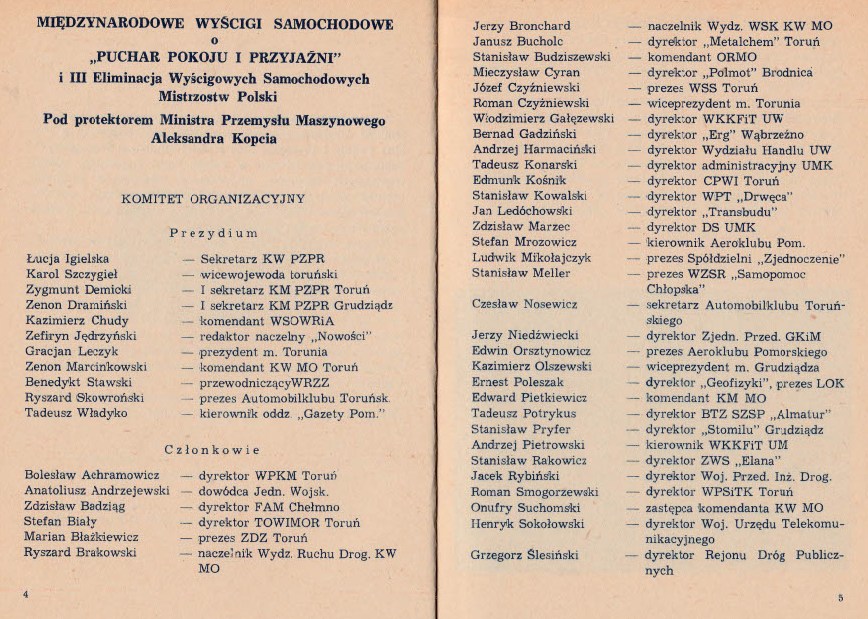 MIĘDZYNARODOWE WYŚCIGI SAMOCHODOWE
o
„PUCHAR POKOJU I PRZYJAŹNI”
i III Eliminacja Wyścigowych Samochodowych
Mistrzostw Polski
Pod protektorem Ministra Przemysłu Maszynowego
Aleksandra Kopcia
KOMITET ORGANIZACYJNY
Prezydium
Łucja Igielska — Sekretarz KW PZPR
Karol Szczygieł — wicewojewoda toruński
Zygmunt Demicki — I sekretarz KM PZPR Toruń
Zenon Dramiński — I sekretarz KM PZPR Grudziądz
Kazimierz Chudy — komendant WSOWRiA
Zefiryn Jędrzyński — redaktor naczelny „Nowości”
Gracjan Leczyk — prezydent m. Torunia
Zenon Marcinkowski — komendant KW MO Toruń
Benedykt Stawski — przewodniczącyWRZZ
Ryszard Skowroński — prezes Automobilklubu Toruńsk.
Tadeusz Władyko — kierownik oddz. „Gazety Pom.”
Członkowie
Bolesław Achramowicz — dyrektor WPKM Toruń
Anatoliusz Andrzejewski — dowódca Jedn. Wojsk.
Zdzisław Badziąg — dyrektor FAM Chełmno
Stefan Biały — dyrektor TOWIMOR Toruń
Marian Błażkiewicz — prezes ZDZ Toruń
Ryszard Brakowski — naczelnik Wydz. Ruchu Drog. KW
MO
4
Jerzy Bronchard — naczelnik Wydz. WSK KW MO
Janusz Bucholc — dyrektor „Metalchem” Toruń
Stanisław Budziszewski — komendant ORMO
Mieczysław Cyran — dyrektor „Polmot” Brodnica
Józef Czyżniewski — prezes WSS Toruń
Roman Czyżniewski — wiceprezydent m. Torunia
Włodzimierz Gałęzewski — dyrektor WKKFiT UW
Bernad Gadziński — dyrektor „Erg” Wąbrzeźno
Andrzej Harmaciński — dyrektor Wydziału Handlu UW
Tadeusz Konarski — dyrektor administracyjny UMK
Edmunk Kośnik — dyrektor CPWI Toruń
Stanisław Kowalski — dyrektor WPT „Drwęca”
Jan Ledóchowski — dyrektor „Transbudu”
Zdzisław Marzec — dyrektor DS UMK
Stefan Mrozowicz — kierownik Aeroklubu Pom.
Ludwik Mikołajczyk — prezes Spółdzielni „Zjednoczenie”
Stanisław Meller — prezes WZSR „Samopomoc
Chłopska”
Czesław Nosewicz — sekretarz Automobilklubu Toruń-
skiego
Jerzy Niedźwiecki — dyrektor Zjedn. Przed. GKiM
Edwin Orsztynowicz — prezes Aeroklubu Pomorskiego
Kazimierz Olszewski — wiceprezydent m. Grudziądza
Ernest Poleszak — dyrektor „Geofizyki”, prezes LOK
Edward Pietkiewicz — komendant KM MO
Tadeusz Potrykus — dyrektor BTZ SZSP „Almatur”
Stanisław Pryfer — dyrektor „Stomilu” Grudziądz
Andrzej Pietrowski — kierownik WKKFiT UM
Stanisław Rakowicz — dyrektor ZWS „Elana”
Jacek Rybiński — dyrektor Woj. Przed. Inż. Drog.
Roman Smogorzewski — dyrektor WPSiTK Toruń
Onufry Suchomski — zastępca komendanta KW MO
Henryk Sokołowski — dyrektor Woj. Urzędu Telekomu-
nikacyjnego
Grzegorz Ślesiński — dyrektor Rejonu Dróg Publicz-
nych
5